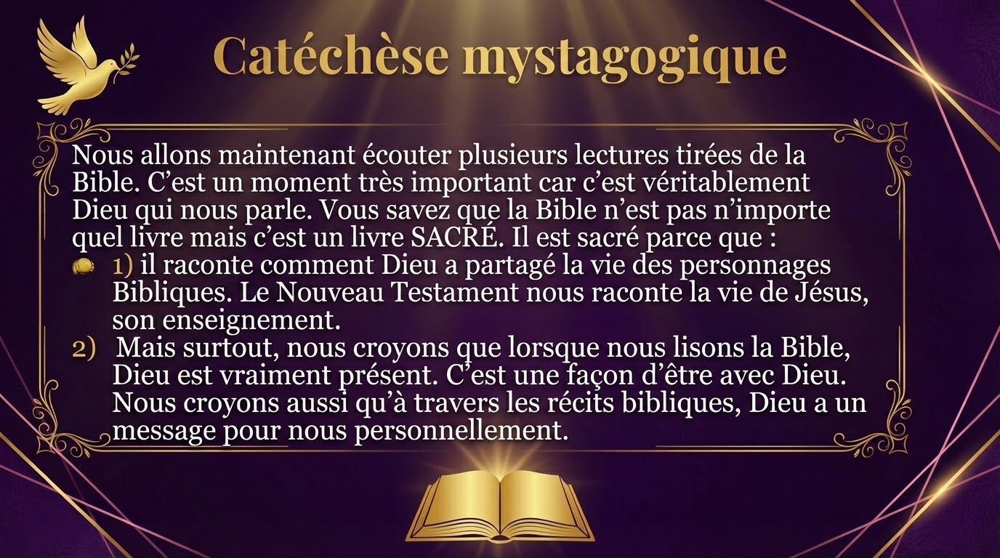 Catéchèse mystagogique
Nous allons maintenant écouter plusieurs lectures tirées de la
Bible. C’est un moment très important car c’est véritablement
Dieu qui nous parle. Vous savez que la Bible n’est pas n’importe
quel livre mais c’est un livre SACRÉ. Il est sacré parce que :
1) il raconte comment Dieu a partagé la vie des personnages
Bibliques. Le Nouveau Testament nous raconte la vie de Jésus,
son enseignement.
2) Mais surtout, nous croyons que lorsque nous lisons la Bible,
Dieu est vraiment présent. C’est une façon d’être avec Dieu.
Nous croyons aussi qu’à travers les récits bibliques, Dieu a un
message pour nous personnellement.